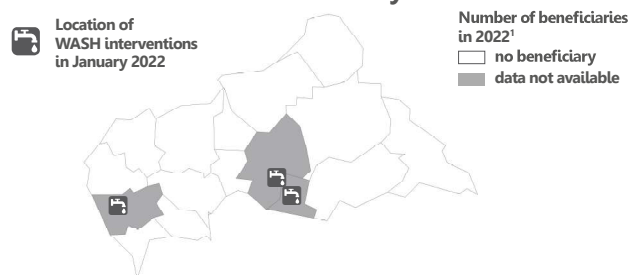 Location of
WASH interventions
in January 2022
Number of beneficiaries
in 2022¹
no beneficiary
data not available